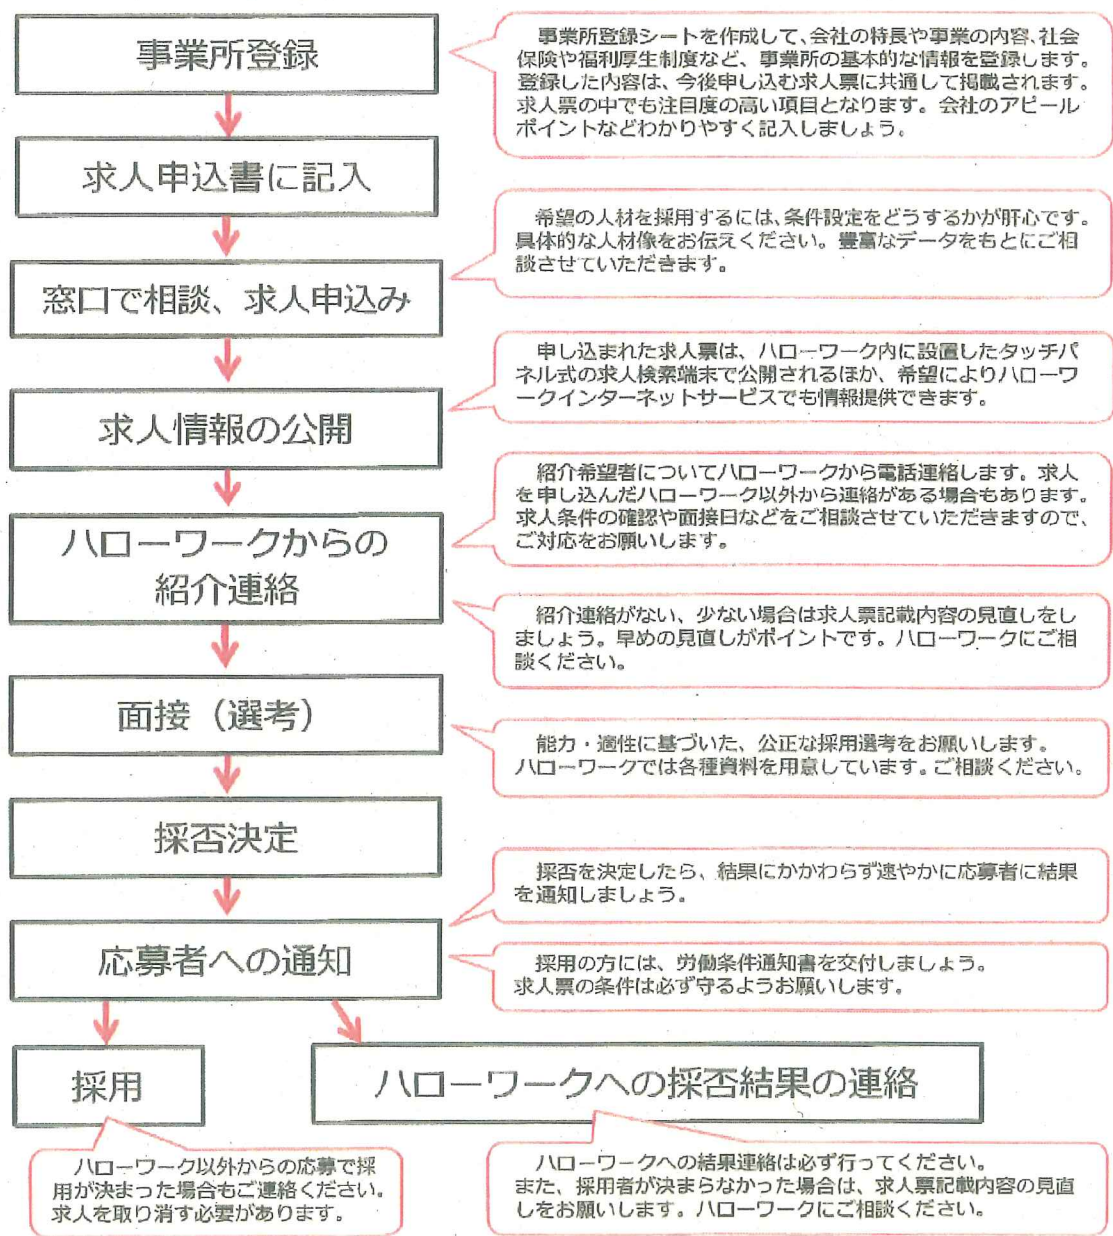 事業所登録
事業所登録シートを作成して、会社の特長や事業の内容、社会
保険や福利厚生制度など、事業所の基本的な情報を登録します。
登録した内容は、今後申し込む求人票に共通して掲載されます。
求人票の中でも注目度の高い項目となります。会社のアピール
ポイントなどわかりやすく記入しましょう。
求人申込書に記入
希望の人材を採用するには、条件設定をどうするかが肝心です。
具体的な人材像をお伝えください。豊富なデータをもとにご相
談させていただきます。
窓口で相談、求人申込み
申し込まれた求人票は、ハローワーク内に設置したタッチパ
ネル式の求人検索端末で公開されるほか、希望によりハローワ
ークインターネットサービスでも情報提供できます。
求人情報の公開
紹介希望者についてハローワークから電話連絡します。求人
を申し込んだハローワーク以外から連絡がある場合もあります。
求人条件の確認や面接日などをご相談させていただきますので、
ご対応をお願いします。
ハローワークからの
紹介連絡
紹介連絡がない、少ない場合は求人票記載内容の見直しをし
ましょう。早めの見直しがポイントです。ハローワークにご相
談ください。
面接（選考）
能力・適性に基づいた、公正な採用選考をお願いします。
ハローワークでは各種資料を用意しています。ご相談ください。
採否決定
採否を決定したら、結果にかかわらず速やかに応募者に結果
を通知しましょう。
応募者への通知
採用の方には、労働条件通知書を交付しましょう。
求人票の条件は必ず守るようお願いします。
採用
ハローワークへの採否結果の連絡
ハローワーク以外からの応募で採
用が決まった場合もご連絡ください。
求人を取り消す必要があります。
ハローワークへの結果連絡は必ず行ってください。
また、採用者が決まらなかった場合は、求人票記載内容の見直
しをお願いします。ハローワークにご相談ください。